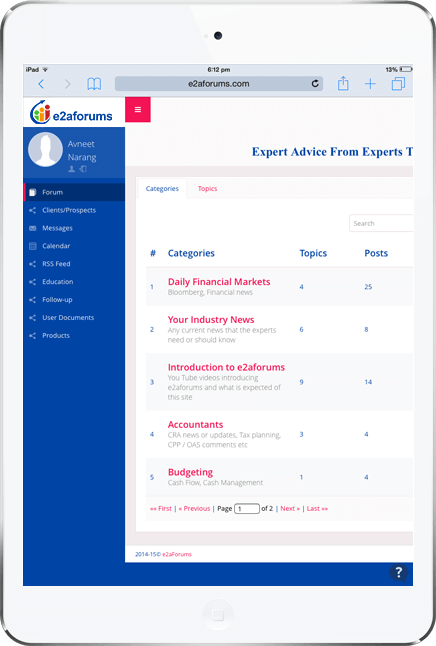 iPad
6:12 pm
13%
e2aforums.com
e2aforums
Avneet
Narang
Expert Advice From Experts T
Forum
Clients/Prospects
Messages
Calendar
RSS Feed
Education
Follow-up
User Documents
Products
Categories Topics
Search
# Categories Topics Posts
1 Daily Financial Markets 4 25
Bloomberg, Financial news
2 Your Industry News 6 8
Any current news that the experts
need or should know
3 Introduction to e2aforums 9 14
You Tube videos introducing
e2aforums and what is expected of
this site
4 Accountants 3 4
CRA news or updates, Tax planning,
CPP / OAS comments etc
5 Budgeting 1 4
Cash Flow, Cash Management
«« First | « Previous | Page 1 of 2 | Next » | Last »»
2014-15© e2aForums
?